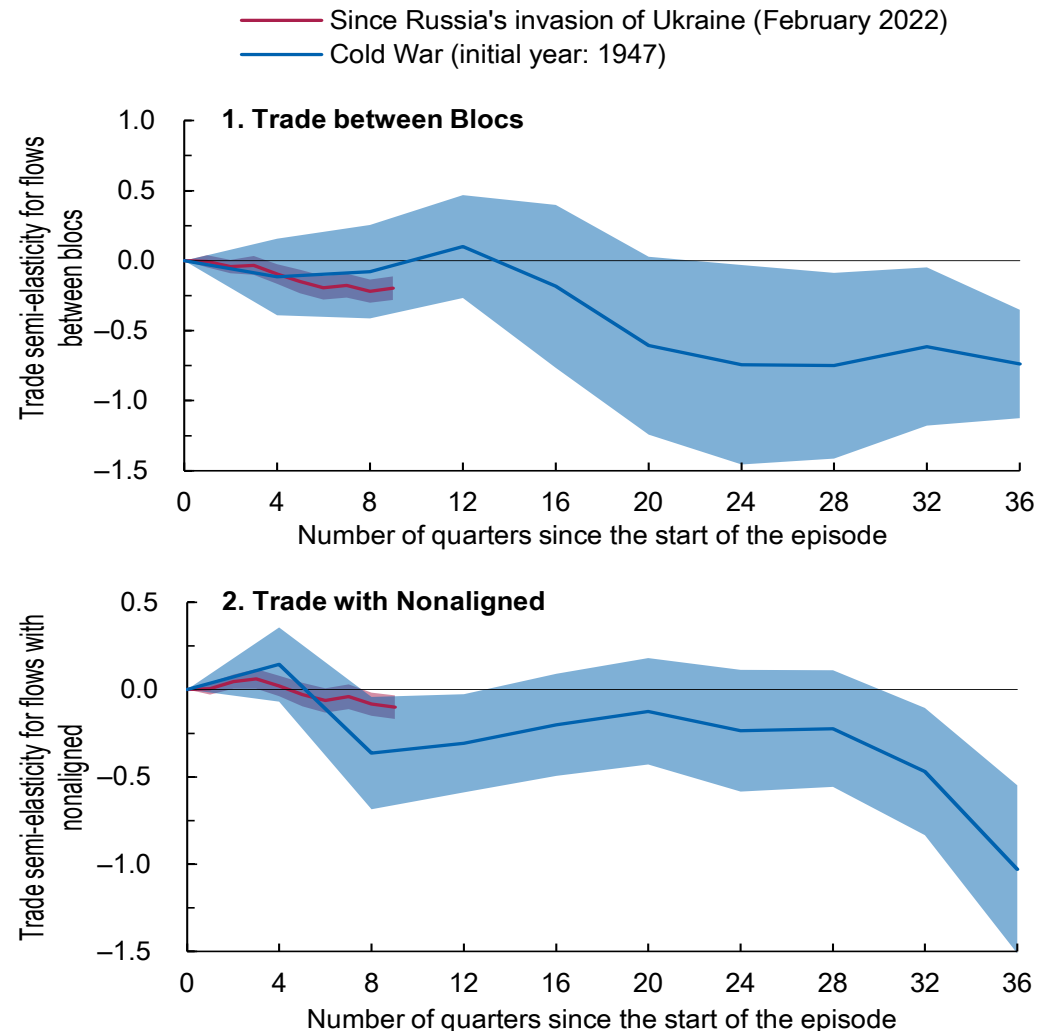 Since Russia's invasion of Ukraine (February 2022)
Cold War (initial year: 1947)
1. Trade between Blocs
Trade semi-elasticity for flows
between blocs
1.0
0.5
0.0
–0.5
–1.0
–1.5
0 4 8 12 16 20 24 28 32 36
Number of quarters since the start of the episode
2. Trade with Nonaligned
Trade semi-elasticity for flows with
nonaligned
0.5
0.0
–0.5
–1.0
–1.5
0 4 8 12 16 20 24 28 32 36
Number of quarters since the start of the episode